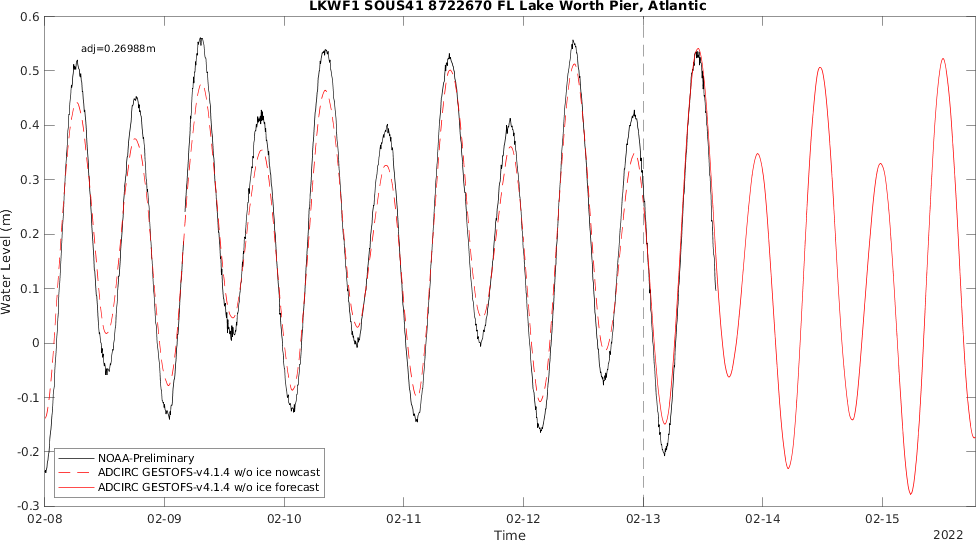 LKWF1 SOUS41 8722670 FL Lake Worth Pier, Atlantic
adj=0.26988m
Water Level (m)
0.6
0.5
0.4
0.3
0.2
0.1
0
-0.1
-0.2
-0.3
NOAA-Preliminary
ADCIRC GESTOFS-v4.1.4 w/o ice nowcast
ADCIRC GESTOFS-v4.1.4 w/o ice forecast
02-08 02-09 02-10 02-11 02-12 02-13 02-14 02-15
Time
2022